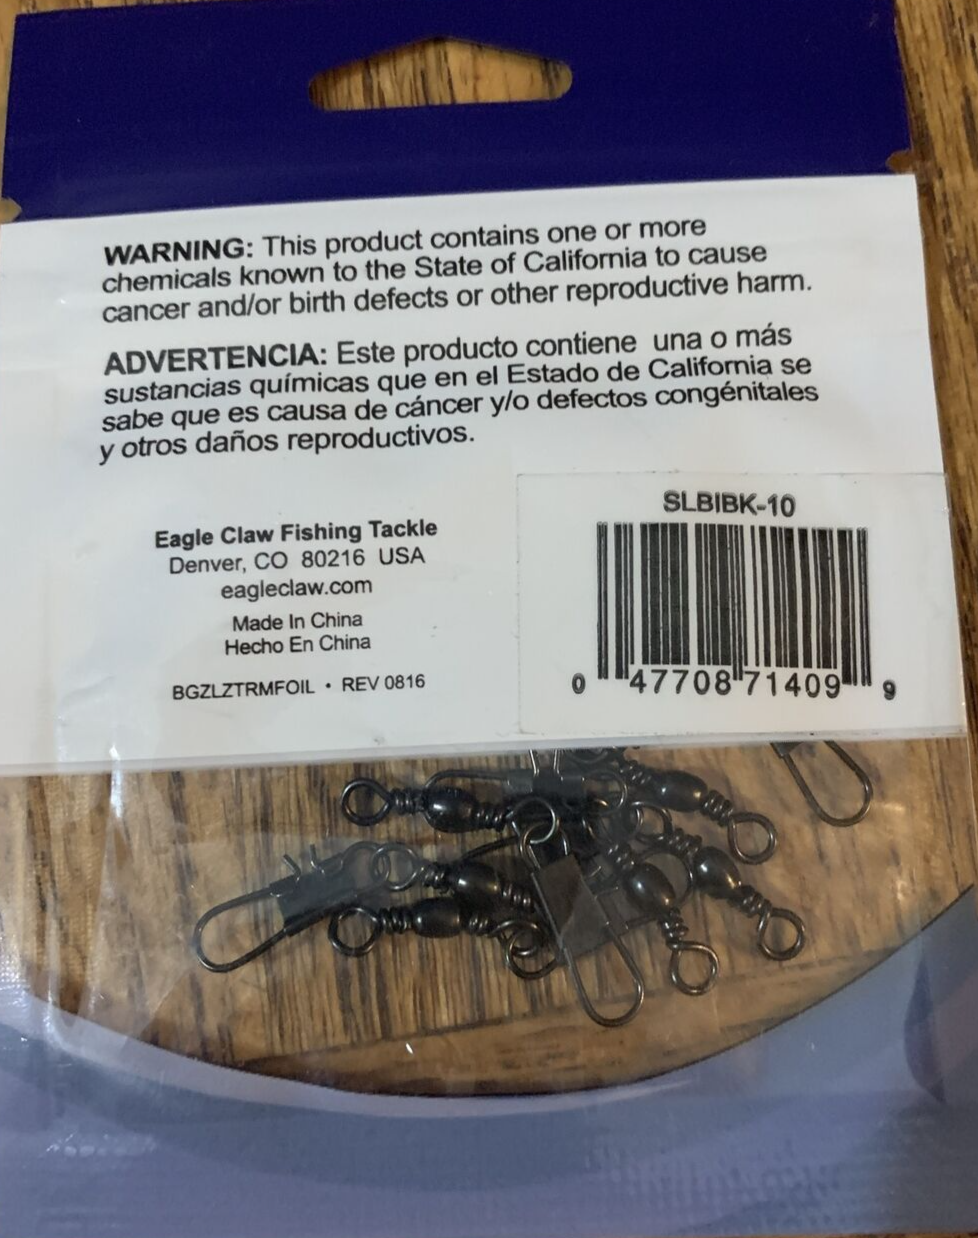 WARNING: This product contains one or more
chemicals known to the State of California to cause
cancer and/or birth defects or other reproductive harm.
ADVERTENCIA: Este producto contiene una o más
sustancias químicas que en el Estado de California se
sabe que es causa de cáncer y/o defectos congénitales
y otros daños reproductivos.
Eagle Claw Fishing Tackle
Denver, CO 80216 USA
eagleclaw.com
Made In China
Hecho En China
BGZLZTRMFOIL • REV 0816
SLBIBK-10
0 47708 71409 9